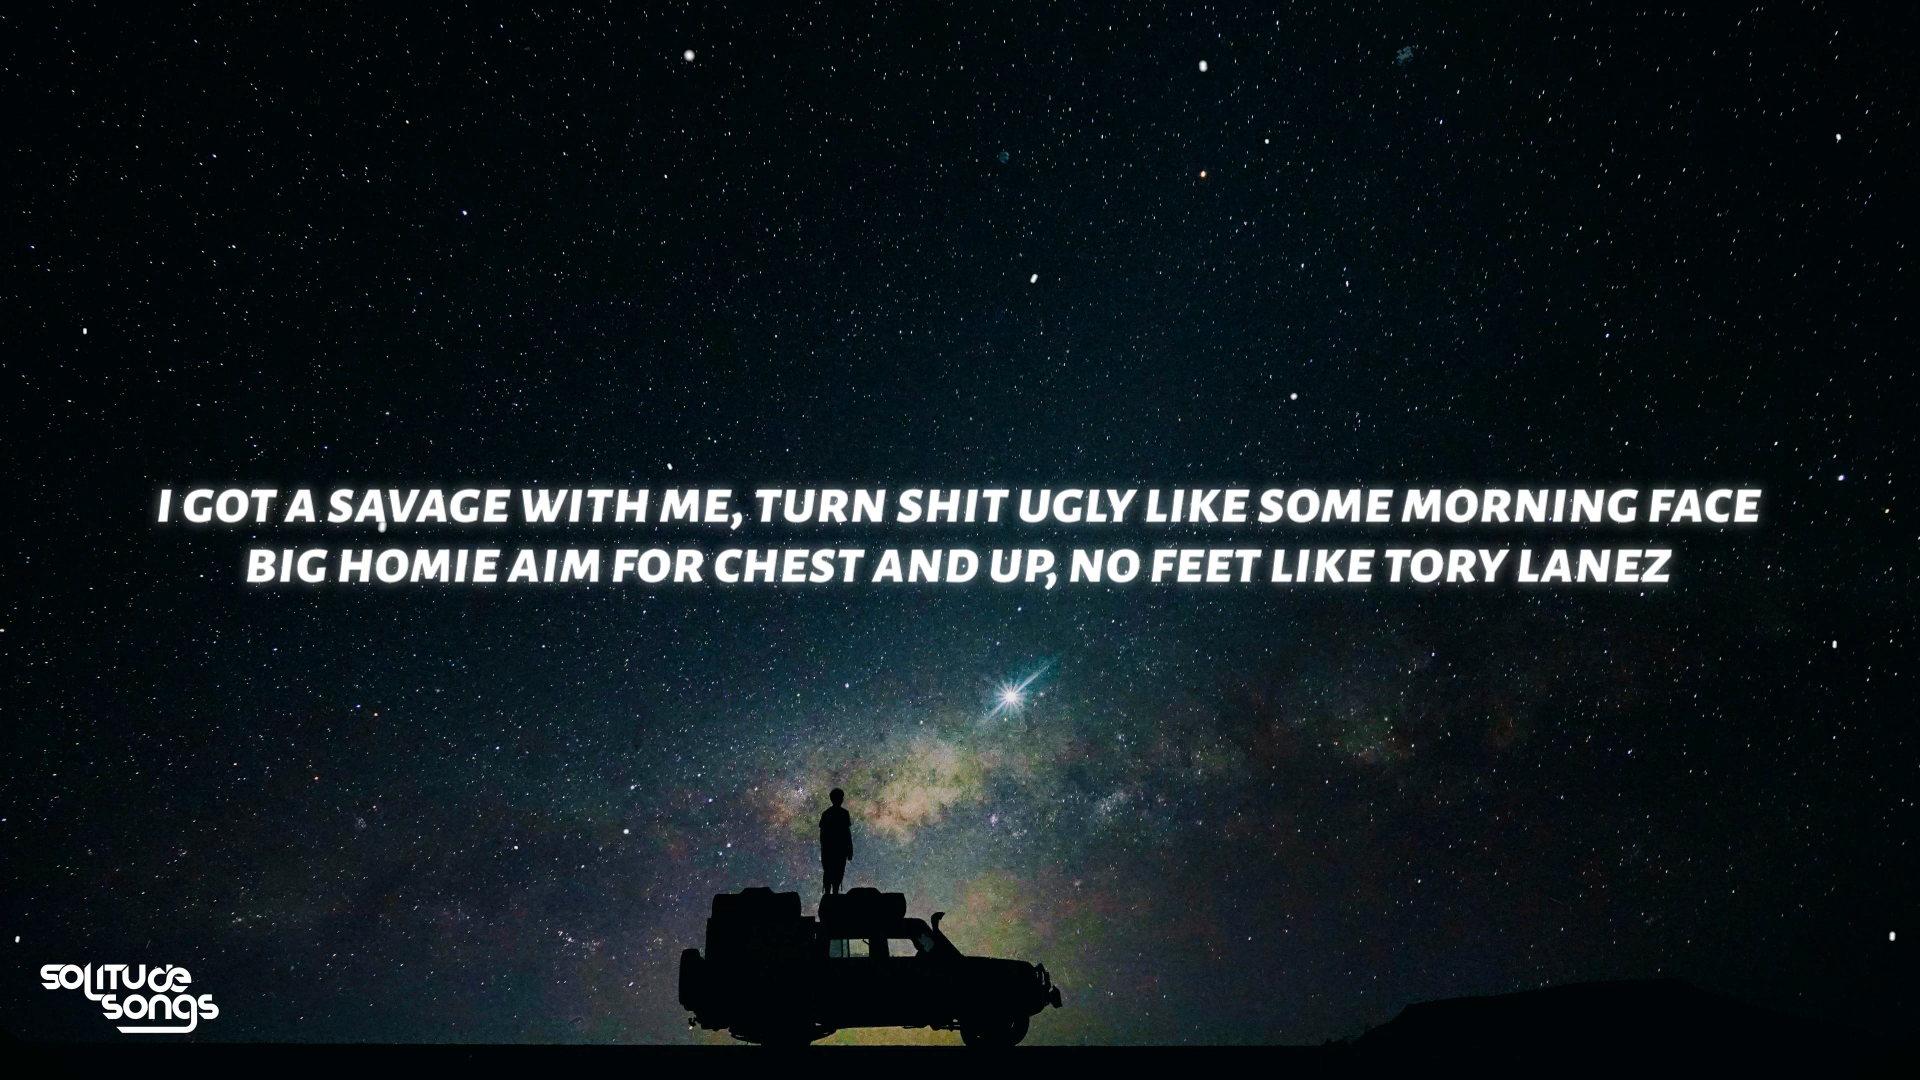 I GOT A SAVAGE WITH ME, TURN SHIT UGLY LIKE SOME MORNING FACE
BIG HOMIE AIM FOR CHEST AND UP, NO FEET LIKE TORY LANEZ
SOLITUDE
SONGS